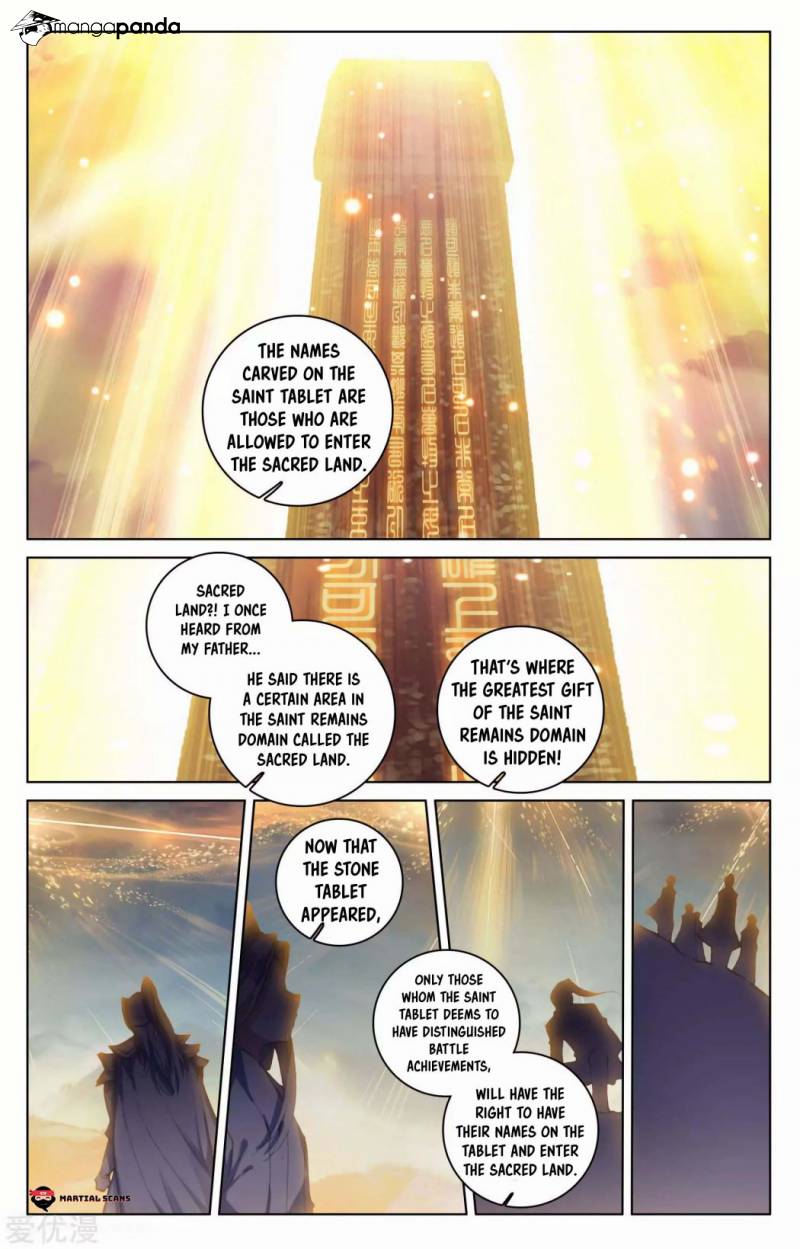 mangapanda
THE NAMES
CARVED ON THE
SAINT TABLET ARE
THOSE WHO ARE
ALLOWED TO ENTER
THE SACRED LAND.
SACRED
LAND?! I ONCE
HEARD FROM
MY FATHER...
HE SAID THERE IS
A CERTAIN AREA IN
THE SAINT REMAINS
DOMAIN CALLED THE
SACRED LAND.
THAT'S WHERE
THE GREATEST GIFT
OF THE SAINT
REMAINS DOMAIN
IS HIDDEN!
NOW THAT
THE STONE
TABLET
APPEARED,
ONLY THOSE
WHOM THE SAINT
TABLET DEEMS TO
HAVE DISTINGUISHED
BATTLE
ACHIEVEMENTS,
WILL HAVE THE
RIGHT TO HAVE
THEIR NAMES ON THE
TABLET AND ENTER
THE SACRED LAND.
MARTIAL SCANS
爱优漫